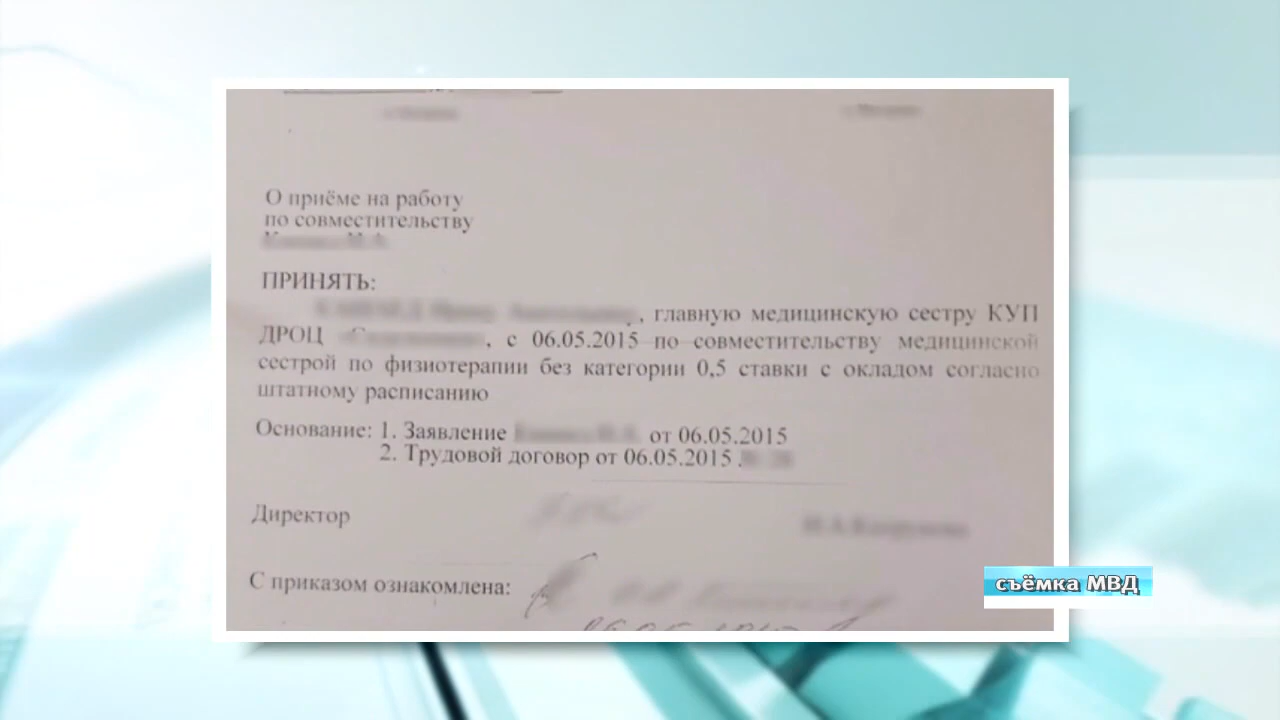 О приёме на работу
по совместительству
ПРИНЯТЬ:
, главную медицинскую сестру КУП
ДРОЦ , с 06.05.2015 по совместительству медицинской
сестрой по физиотерапии без категории 0,5 ставки с окладом согласно
штатному расписанию
Основание: 1. Заявление от 06.05.2015
2. Трудовой договор от 06.05.2015
Директор
С приказом ознакомлена:
съёмка МВД